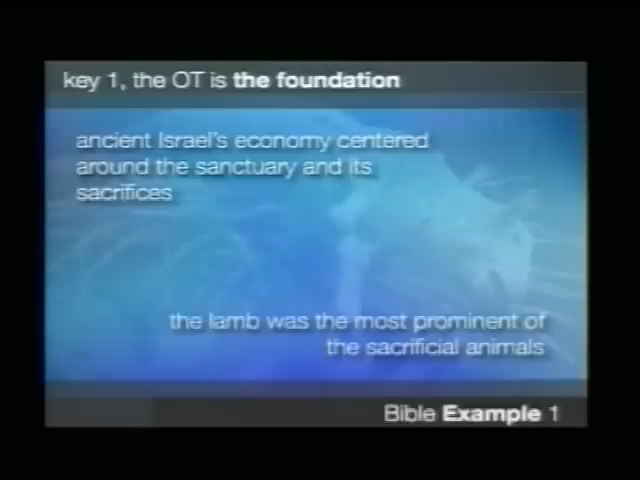 key 1, the OT is the foundation
ancient Israel's economy centered
around the sanctuary and its
sacrifices
the lamb was the most prominent of
the sacrificial animals
Bible Example 1